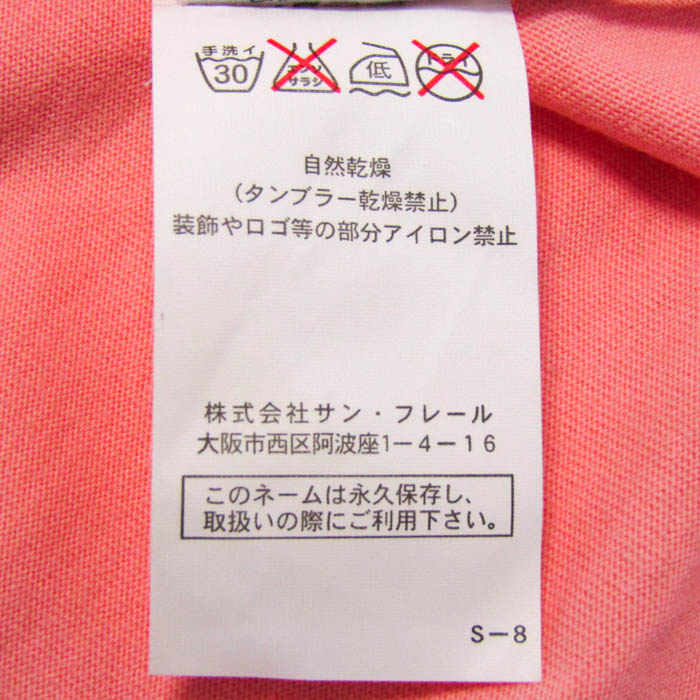 手洗イ
30
エンソ
サラシ
低
ドライ
自然乾燥
(タンブラー乾燥禁止)
装飾やロゴ等の部分アイロン禁止
株式会社サン・フレール
大阪市西区阿波座1-4-16
このネームは永久保存し、
取扱いの際にご利用下さい。
S-8